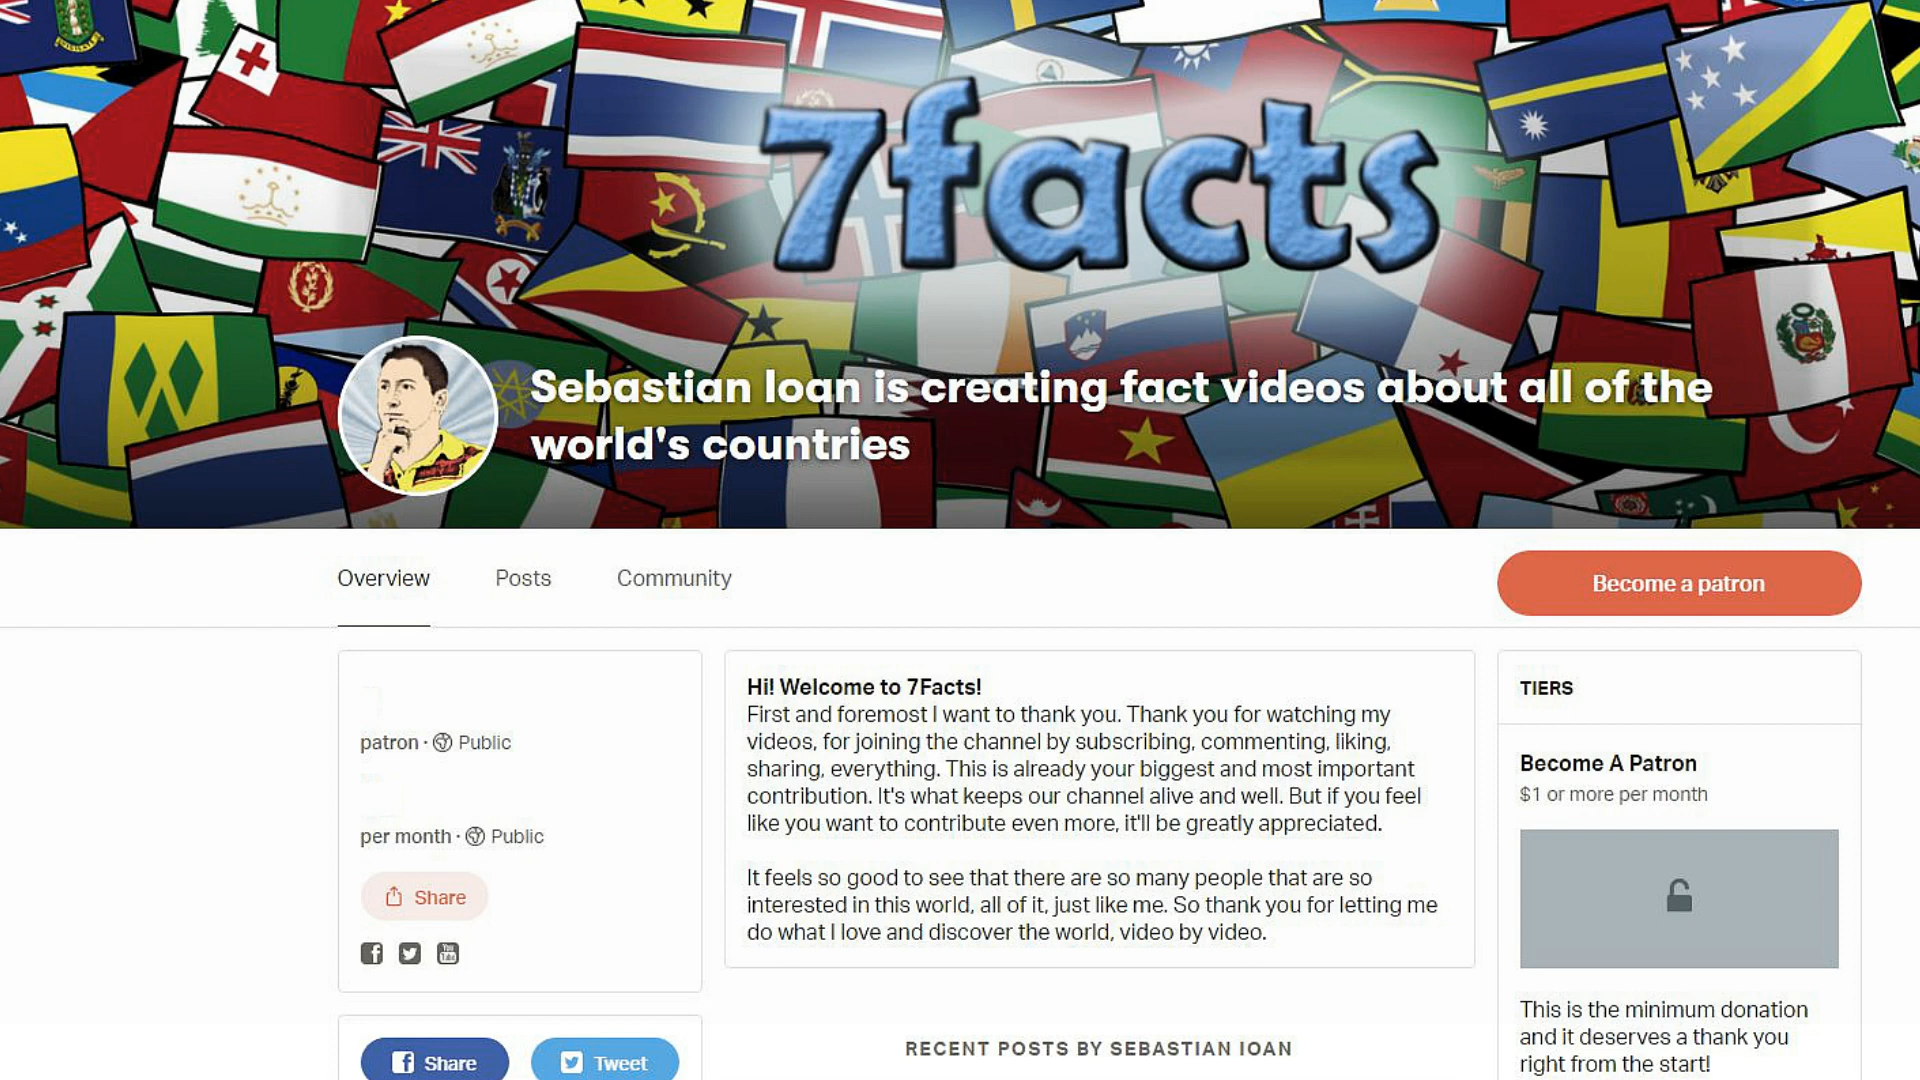 7facts
Sebastian Ioan is creating fact videos about all of the
world's countries
Overview
Posts
Community
Become a patron
patron · Public
per month · Public
Share
Share
Tweet
Hi! Welcome to 7Facts!
First and foremost I want to thank you. Thank you for watching my
videos, for joining the channel by subscribing, commenting, liking,
sharing, everything. This is already your biggest and most important
contribution. It's what keeps our channel alive and well. But if you feel
like you want to contribute even more, it'll be greatly appreciated.
It feels so good to see that there are so many people that are so
interested in this world, all of it, just like me. So thank you for letting me
do what I love and discover the world, video by video.
RECENT POSTS BY SEBASTIAN IOAN
TIERS
Become A Patron
$1 or more per month
This is the minimum donation
and it deserves a thank you
right from the start!